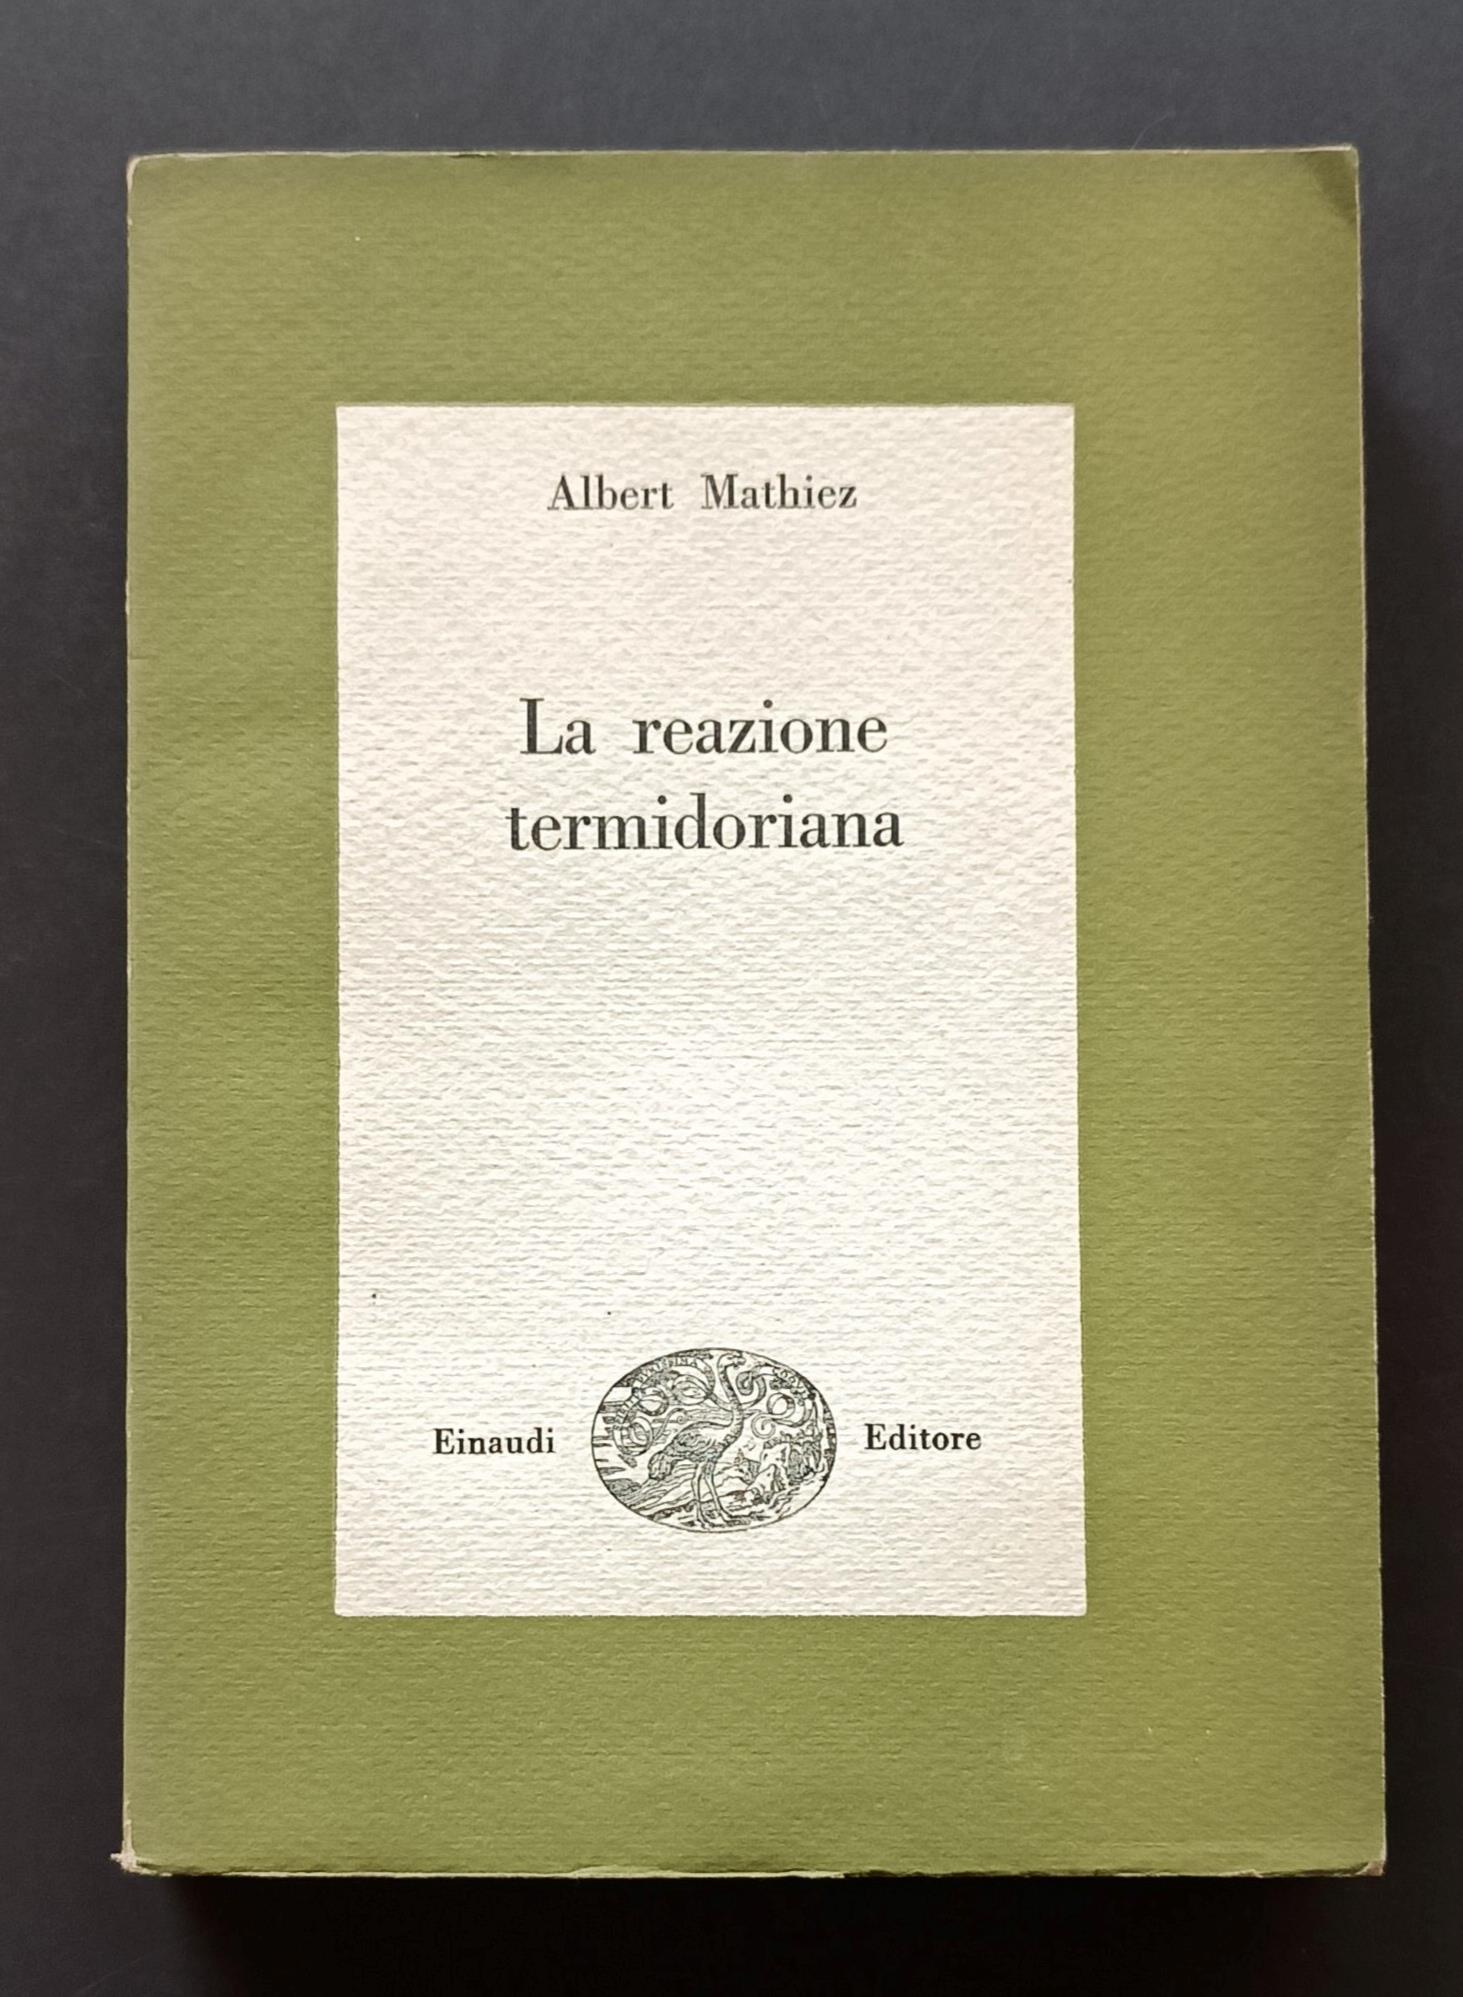 Albert Mathiez
La reazione
termidoriana
Einaudi Editore